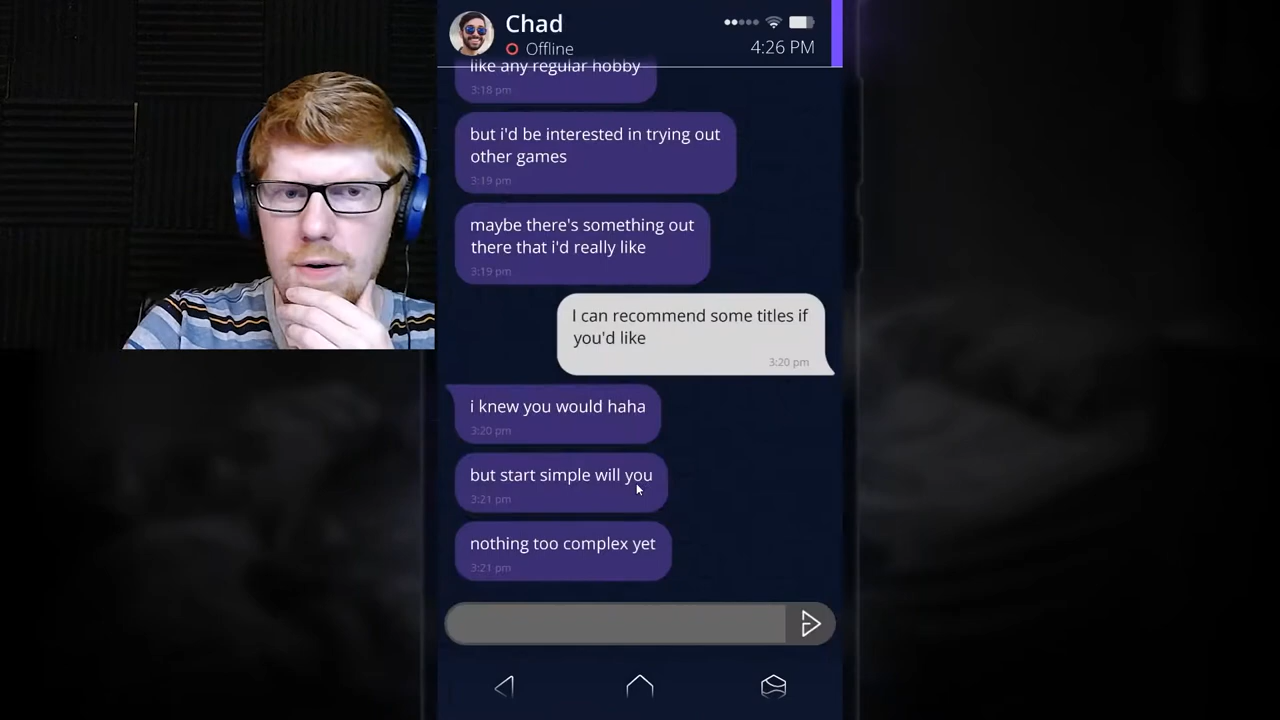 Chad
Offline
4:26 PM
like any regular hobby
3:18 pm
but i'd be interested in trying out
other games
3:19 pm
maybe there's something out
there that i'd really like
3:19 pm
I can recommend some titles if
you'd like
3:20 pm
i knew you would haha
3:20 pm
but start simple will you
3:21 pm
nothing too complex yet
3:21 pm